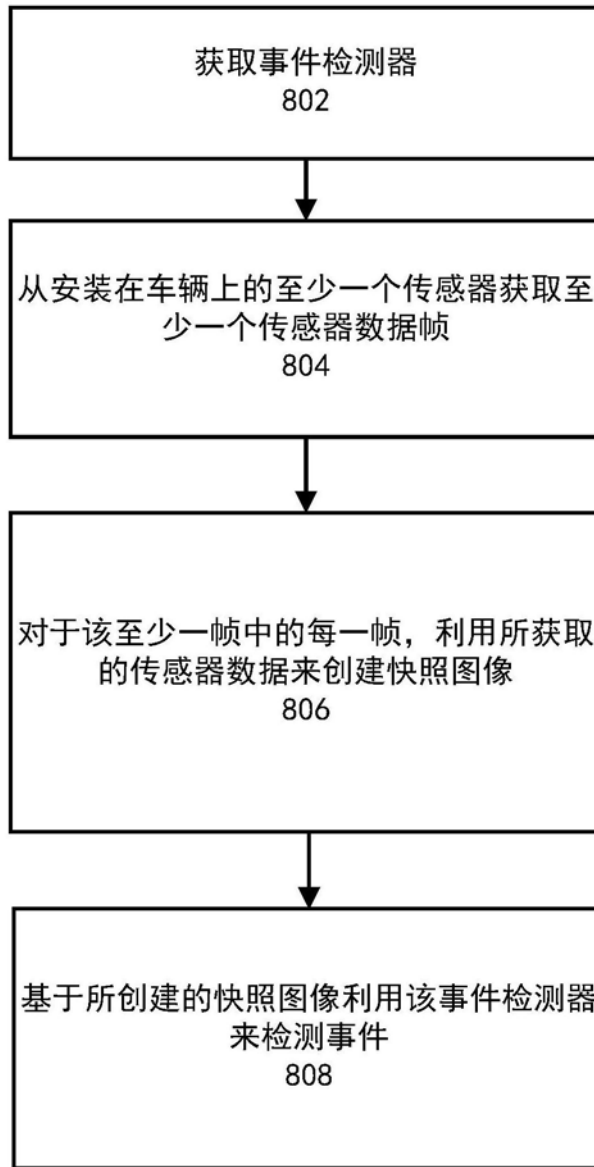 获取事件检测器
802
从安装在车辆上的至少一个传感器获取至
少一个传感器数据帧
804
对于该至少一帧中的每一帧，利用所获取
的传感器数据来创建快照图像
806
基于所创建的快照图像利用该事件检测器
来检测事件
808